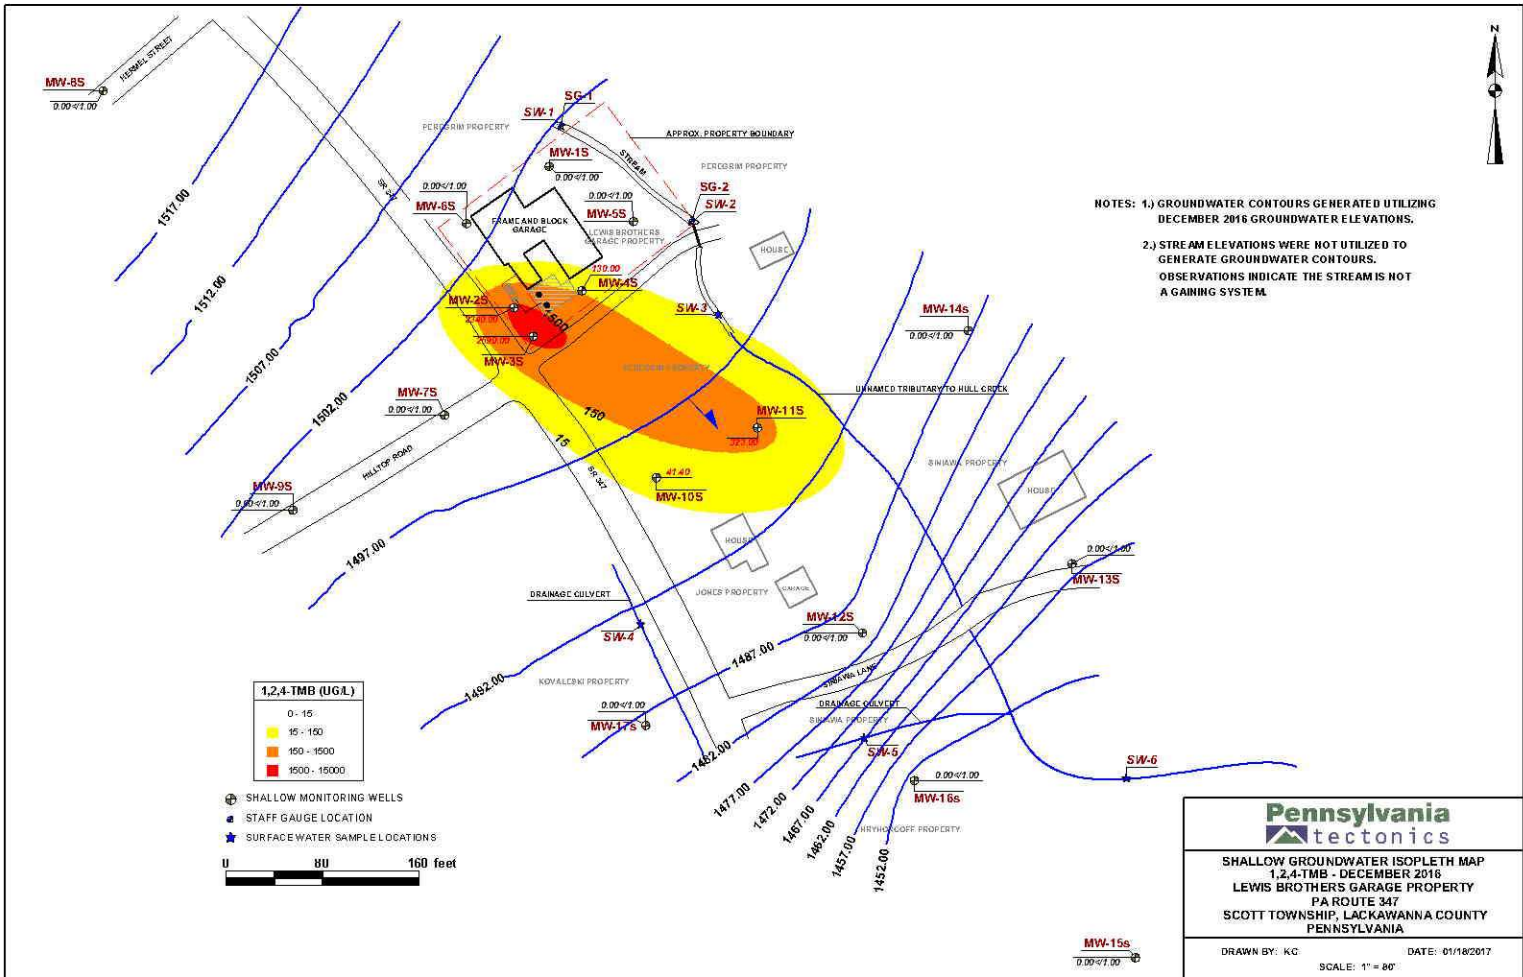 MW-8S
0.00</1.00
HERMEL STREET
SG-1
SW-1
PEREGRIM PROPERTY
APPROX. PROPERTY BOUNDARY
MW-1S
0.00</1.00
STREAM
PEREGRIM PROPERTY
0.00</1.00
MW-6S
0.00</1.00
MW-5S
SG-2
SW-2
FRAME AND BLOCK
GARAGE
LEWIS BROTHERS
GARAGE PROPERTY
HOUSE
N
NOTES: 1.) GROUNDWATER CONTOURS GENERATED UTILIZING
DECEMBER 2016 GROUNDWATER ELEVATIONS.
2.) STREAM ELEVATIONS WERE NOT UTILIZED TO
GENERATE GROUNDWATER CONTOURS.
OBSERVATIONS INDICATE THE STREAM IS NOT
A GAINING SYSTEM.
1517.00
1512.00
1507.00
1502.00
1497.00
1492.00
130.00
MW-4S
MW-2S
1500
MW-3S
SW-3
MW-14s
0.00</1.00
PEREGRIM PROPERTY
UNNAMED TRIBUTARY TO HULL CREEK
MW-7S
0.00</1.00
150
15
MW-11S
HILLTOP ROAD
SR 347
41.40
MW-10S
SINIAWA PROPERTY
HOUSE
MW-9S
0.00</1.00
HOUSE
GARAGE
JONES PROPERTY
DRAINAGE CULVERT
SW-4
0.00</1.00
MW-13S
MW-12S
0.00</1.00
1487.00
SINIAWA LANE
KOVALESKI PROPERTY
0.00</1.00
MW-17s
DRAINAGE CULVERT
SINIAWA PROPERTY
SW-5
SW-6
1482.00
1477.00
1472.00
1467.00
1462.00
1457.00
1452.00
0.00</1.00
MW-16s
MW-15s
0.00</1.00
1,2,4-TMB (UG/L)
0 - 15
15 - 150
150 - 1500
1500 - 15000
SHALLOW MONITORING WELLS
STAFF GAUGE LOCATION
SURFACE WATER SAMPLE LOCATIONS
0 80 160 feet
Pennsylvania
tectonics
SHALLOW GROUNDWATER ISOPLETH MAP
1,2,4-TMB - DECEMBER 2016
LEWIS BROTHERS GARAGE PROPERTY
PA ROUTE 347
SCOTT TOWNSHIP, LACKAWANNA COUNTY
PENNSYLVANIA
DRAWN BY: KC DATE: 01/18/2017
SCALE: 1" = 80'